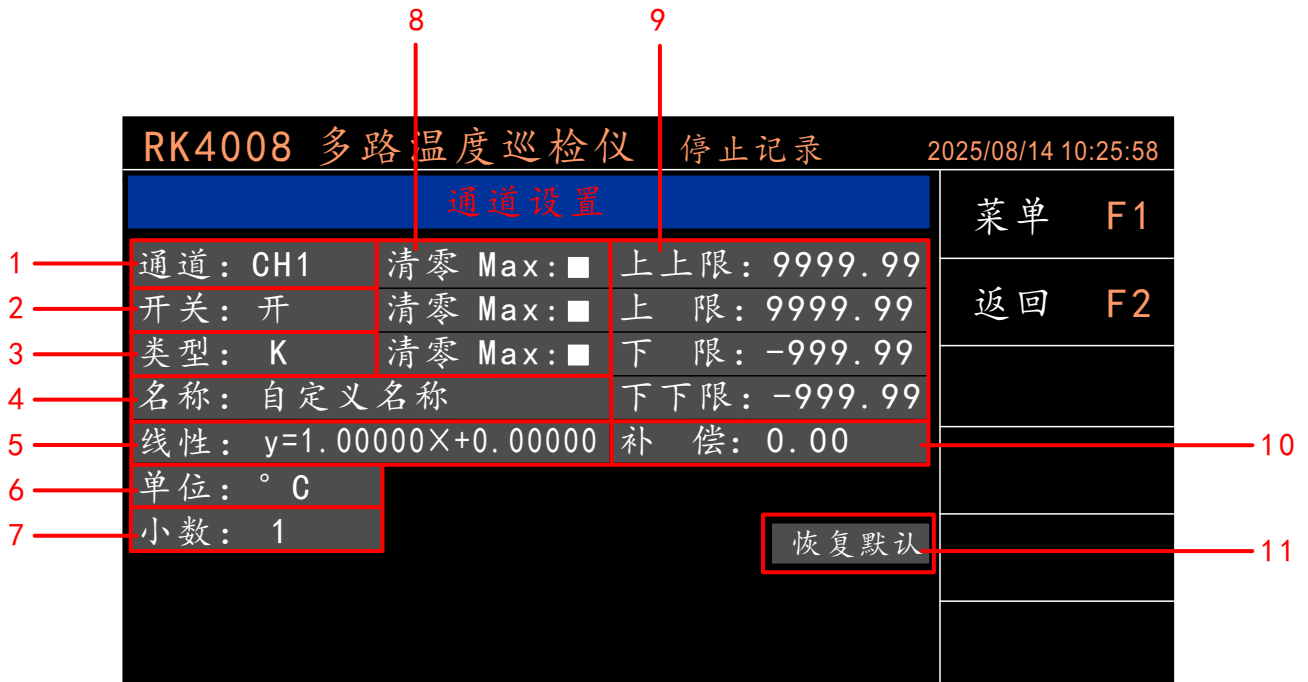 8 9
RK4008 多路温度巡检仪 停止记录 2025/08/14 10:25:58
通道设置
菜单 F1
1 通道: CH1 清零 Max:■ 上上限: 9999.99
2 开关: 开 清零 Max:■ 上 限: 9999.99
返回 F2
3 类型: K 清零 Max:■ 下 限: -999.99
4 名称: 自定义名称 下下限: -999.99
5 线性: y=1.00000×+0.00000 补 偿: 0.00 10
6 单位: °C
7 小数: 1 恢复默认 11